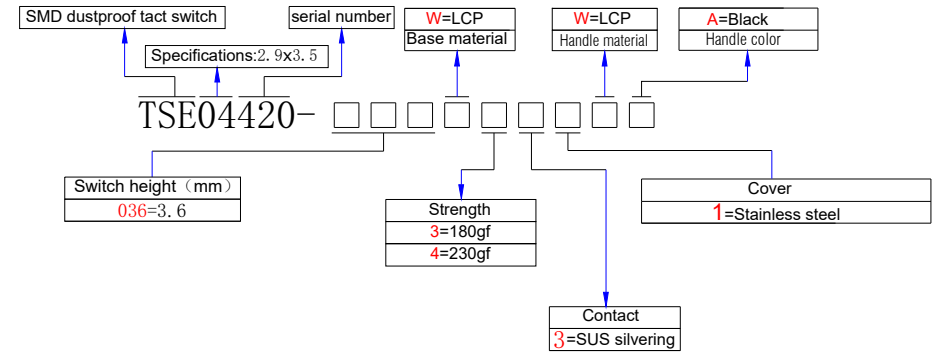 SMD dustproof tact switch
serial number
Specifications:2.9x3.5
W=LCP
Base material
W=LCP
Handle material
A=Black
Handle color
TSE04420-□□□□□□□□□
Switch height（mm）
036=3.6
Strength
3=180gf
4=230gf
Cover
1=Stainless steel
Contact
3=SUS silvering